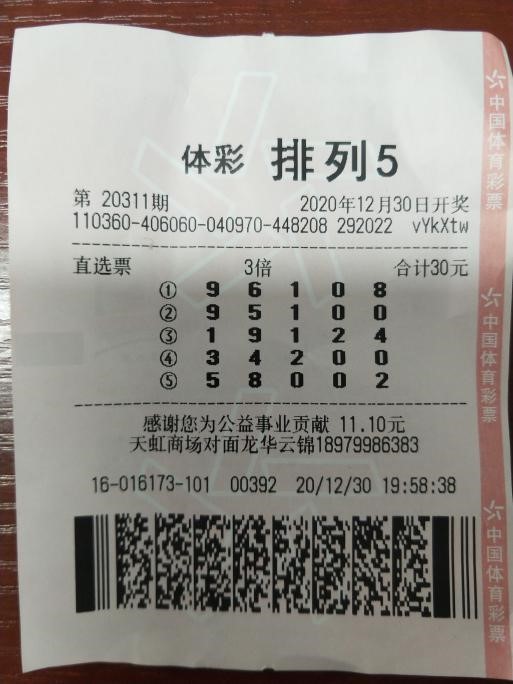 体彩 排列5
第 20311期 2020年12月30日开奖
110360-406060-040970-448208 292022 vYkXtw
直选票 3倍 合计30元
① 9 6 1 0 8
② 9 5 1 0 0
③ 1 9 1 2 4
④ 3 4 2 0 0
⑤ 5 8 0 0 2
感谢您为公益事业贡献 11.10元
天虹商场对面龙华云锦18979986383
16-016173-101 00392 20/12/30 19:58:38
中国体育彩票
中国体育彩票
中国体育彩票